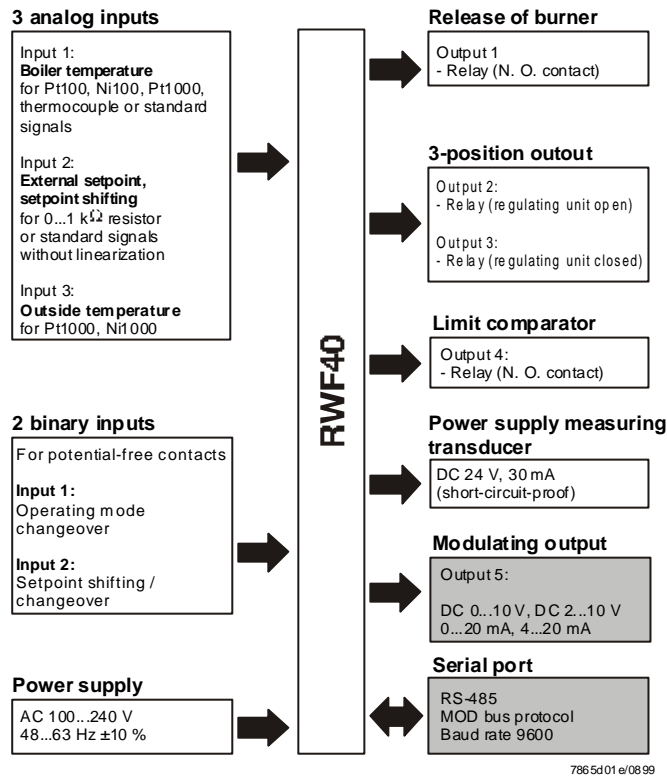 3 analog inputs
Input 1:
Boiler temperature
for Pt100, Ni100, Pt1000,
thermocouple or standard
signals
Input 2:
External setpoint,
setpoint shifting
for 0...1 kΩ resistor
or standard signals
without linearization
Input 3:
Outside temperature
for Pt1000, Ni1000
2 binary inputs
For potential-free contacts
Input 1:
Operating mode
changeover
Input 2:
Setpoint shifting /
changeover
Power supply
AC 100...240 V
48...63 Hz ±10 %
RWF40
Release of burner
Output 1
- Relay (N. O. contact)
3-position outout
Output 2:
- Relay (regulating unit open)
Output 3:
- Relay (regulating unit closed)
Limit comparator
Output 4:
- Relay (N. O. contact)
Power supply measuring
transducer
DC 24 V, 30 mA
(short-circuit-proof)
Modulating output
Output 5:
DC 0...10 V, DC 2...10 V
0...20 mA, 4...20 mA
Serial port
RS-485
MOD bus protocol
Baud rate 9600
7865d01e/0899